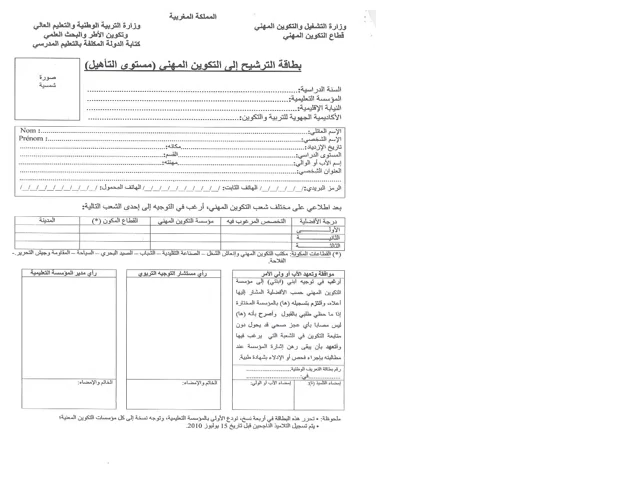 المملكة المغربية
وزارة التشغيل والتكوين المهني
قطاع التكوين المهني
وزارة التربية الوطنية والتعليم العالي
وتكوين الأطر والبحث العلمي
كتابة الدولة المكلفة بالتعليم المدرسي
بطاقة الترشيح إلى التكوين المهني (مستوى التأهيل)
صورة
شمسية
السنة الدراسية:
المؤسسة التعليمية:
النيابة الإقليمية:
الأكاديمية الجهوية للتربية والتكوين:
الإسم العائلي: Nom :
الإسم الشخصي: Prénom :
تاريخ الإزدياد: مكانه:
المستوى الدراسي: القسم:
إسم الأب أو الولي: مهنته:
العنوان الشخصي:
الرمز البريدي: /_/_/_/_/_/ الهاتف الثابت: /_/_/_/_/_/_/_/_/_/ الهاتف المحمول: /_/_/_/_/_/_/_/_/_/
بعد اطلاعي على مختلف شعب التكوين المهني، أرغب في التوجيه إلى إحدى الشعب التالية:
درجة الأفضلية التخصص المرغوب فيه مؤسسة التكوين المهني القطاع المكون (*) المدينة
الأولى
الثانية
الثالثة
(*) القطاعات المكونة: مكتب التكوين المهني وإنعاش الشغل – الصناعة التقليدية – الشباب – الصيد البحري – السياحة – المقاومة وجيش التحرير -
الفلاحة.
موافقة وتعهد الأب أو ولي الأمر
أرغب في توجيه ابني (ابنتي) إلى مؤسسة
التكوين المهني حسب الأفضلية المشار إليها
أعلاه، وألتزم بتسجيله (ها) بالمؤسسة المختارة
إذا ما حظي طلبي بالقبول وأصرح بأنه (ها)
ليس مصابا بأي عجز صحي قد يحول دون
متابعة التكوين في الشعبة التي يرغب فيها
وأتعهد بأن يبقى رهن إشارة المؤسسة عند
مطالبته بإجراء فحص أو الإدلاء بشهادة طبية.
رقم بطاقة التعريف الوطنية:
في:
إمضاء التلميذ (ة): إمضاء الأب أو الولي:
رأي مستشار التوجيه التربوي
الخاتم والإمضاء:
رأي مدير المؤسسة التعليمية
الخاتم والإمضاء:
ملحوظة: • تحرر هذه البطاقة في أربعة نسخ، تودع الأولى بالمؤسسة التعليمية، وتوجه نسخة إلى كل مؤسسات التكوين المعنية؛
• يتم تسجيل التلاميذ الناجحين قبل تاريخ 15 يوليوز 2010.